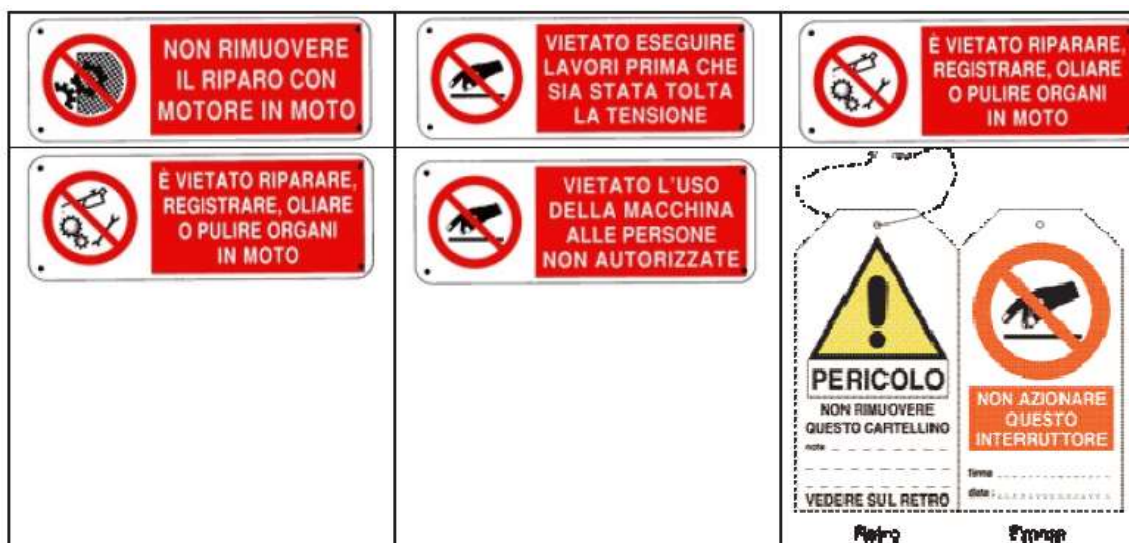 NON RIMUOVERE
IL RIPARO CON
MOTORE IN MOTO
VIETATO ESEGUIRE
LAVORI PRIMA CHE
SIA STATA TOLTA
LA TENSIONE
È VIETATO RIPARARE,
REGISTRARE, OLIARE
O PULIRE ORGANI
IN MOTO
È VIETATO RIPARARE,
REGISTRARE, OLIARE
O PULIRE ORGANI
IN MOTO
VIETATO L'USO
DELLA MACCHINA
ALLE PERSONE
NON AUTORIZZATE
PERICOLO
NON RIMUOVERE
QUESTO CARTELLINO
note
VEDERE SUL RETRO
NON AZIONARE
QUESTO
INTERRUTTORE
firma
data :
Retro